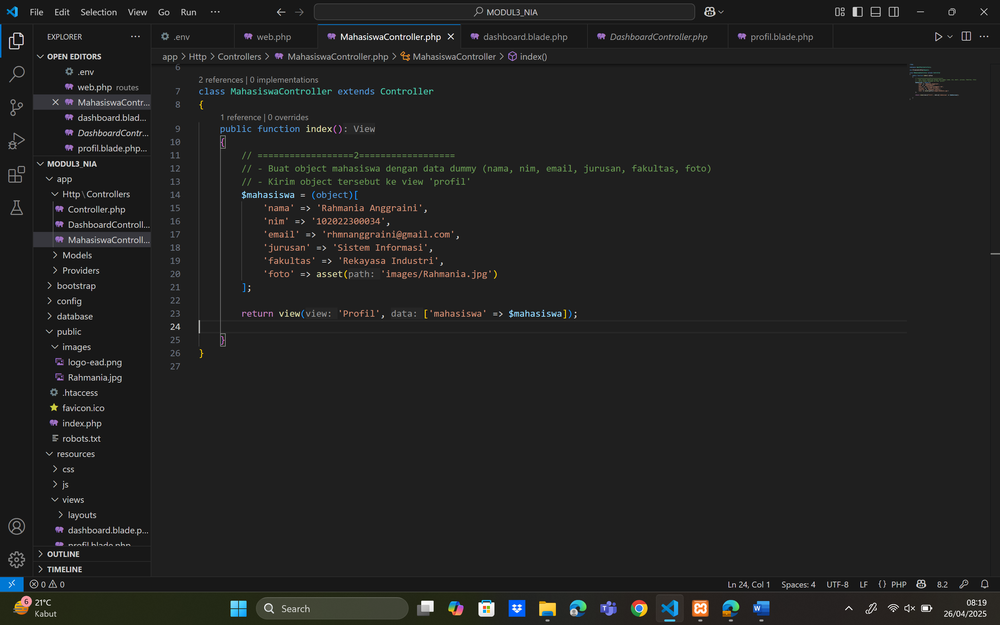 File Edit Selection View Go Run ··· MODUL3_NIA
EXPLORER ···
.env web.php MahasiswaController.php dashboard.blade.php DashboardController.php profil.blade.php ···
app > Http > Controllers > MahasiswaController.php > MahasiswaController > index()
OPEN EDITORS
.env
web.php routes
MahasiswaContr...
dashboard.blad...
DashboardContr...
profil.blade.php...
MODUL3_NIA
app
Http\Controllers
Controller.php
DashboardControll...
MahasiswaControll...
Models
Providers
bootstrap
config
database
public
images
logo-ead.png
Rahmania.jpg
.htaccess
favicon.ico
index.php
robots.txt
resources
css
js
views
layouts
dashboard.blade.p...
profil.blade.php
OUTLINE
TIMELINE
6
2 references | 0 implementations
7 class MahasiswaController extends Controller
8 {
1 reference | 0 overrides
9 public function index(): View
10 {
11 // ==================2==================
12 // - Buat object mahasiswa dengan data dummy (nama, nim, email, jurusan, fakultas, foto)
13 // - Kirim object tersebut ke view 'profil'
14 $mahasiswa = (object)[
15 'nama' => 'Rahmania Anggraini',
16 'nim' => '102022300034',
17 'email' => 'rhmnanggraini@gmail.com',
18 'jurusan' => 'Sistem Informasi',
19 'fakultas' => 'Rekayasa Industri',
20 'foto' => asset(path: 'images/Rahmania.jpg')
21 ];
22
23 return view(view: 'Profil', data: ['mahasiswa' => $mahasiswa]);
24
25 }
26 }
27
0 0 Ln 24, Col 1 Spaces: 4 UTF-8 LF {} PHP 8.2
6 21°C
Kabut
Search
08:19
26/04/2025